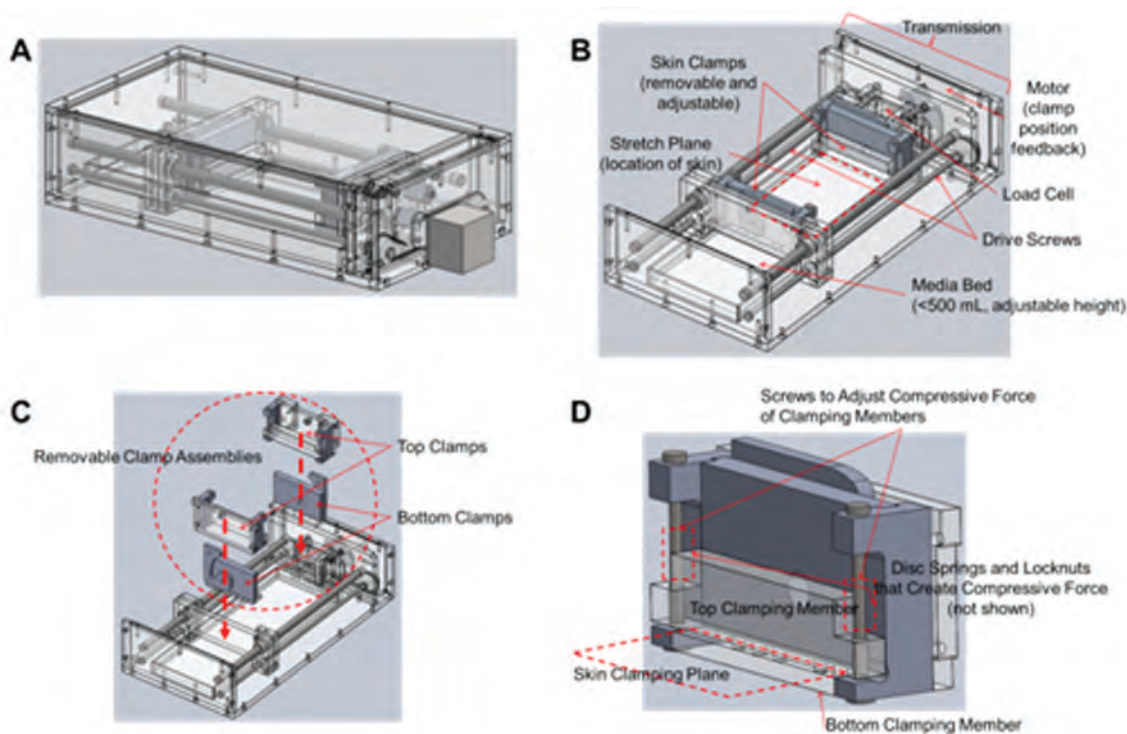 A
B
Transmission
Skin Clamps
(removable and
adjustable)
Motor
(clamp
position
feedback)
Stretch Plane
(location of skin)
Load Cell
Drive Screws
Media Bed
(<500 mL, adjustable height)
C
Removable Clamp Assemblies
Top Clamps
Bottom Clamps
D
Screws to Adjust Compressive Force
of Clamping Members
Disc Springs and Locknuts
that Create Compressive Force
(not shown)
Top Clamping Member
Skin Clamping Plane
Bottom Clamping Member